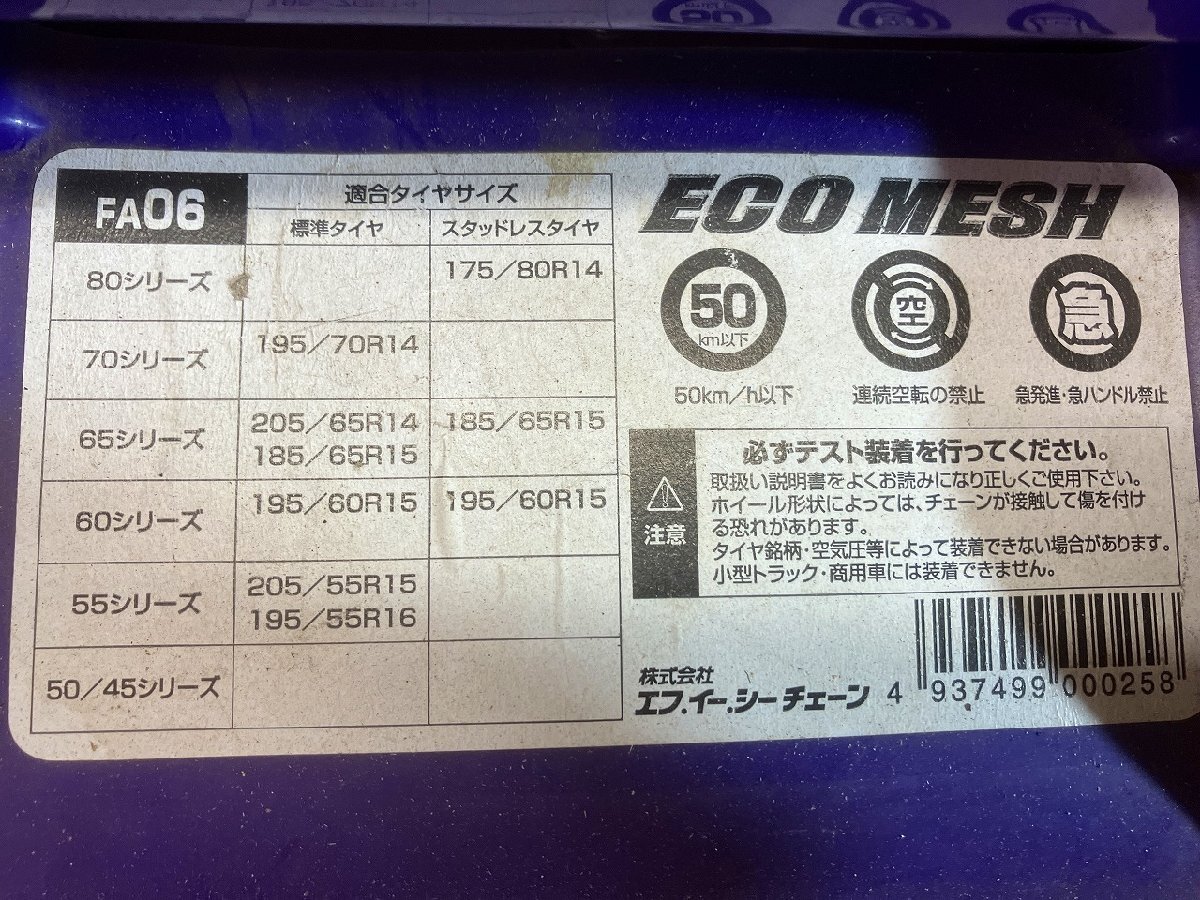 FA06
適合タイヤサイズ
標準タイヤ スタッドレスタイヤ
80シリーズ 175/80R14
70シリーズ 195/70R14
65シリーズ 205/65R14 185/65R15
185/65R15
60シリーズ 195/60R15 195/60R15
55シリーズ 205/55R15
195/55R16
50/45シリーズ
ECO MESH
50
km以下
空
急
50km/h以下
連続空転の禁止
急発進・急ハンドル禁止
注意
必ずテスト装着を行ってください。
取扱い説明書をよくお読みになり正しくご使用下さい。
ホイール形状によっては、チェーンが接触して傷を付け
る恐れがあります。
タイヤ銘柄・空気圧等によって装着できない場合があります。
小型トラック・商用車には装着できません。
株式会社
エフ.イー.シーチェーン
4 937499 000258